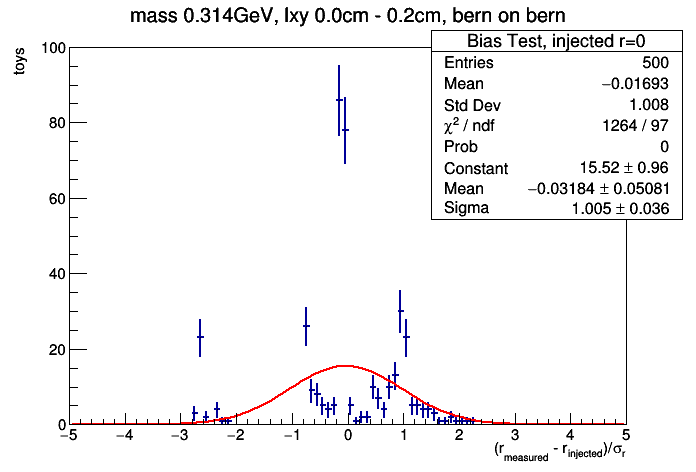 mass 0.314GeV, lxy 0.0cm - 0.2cm, bern on bern
toys
Bias Test, injected r=0
Entries 500
Mean −0.01693
Std Dev 1.008
χ² / ndf 1264 / 97
Prob 0
Constant 15.52 ± 0.96
Mean −0.03184 ± 0.05081
Sigma 1.005 ± 0.036
100
80
60
40
20
0
−5 −4 −3 −2 −1 0 1 2 3 4 5
(r_measured - r_injected)/σ_r